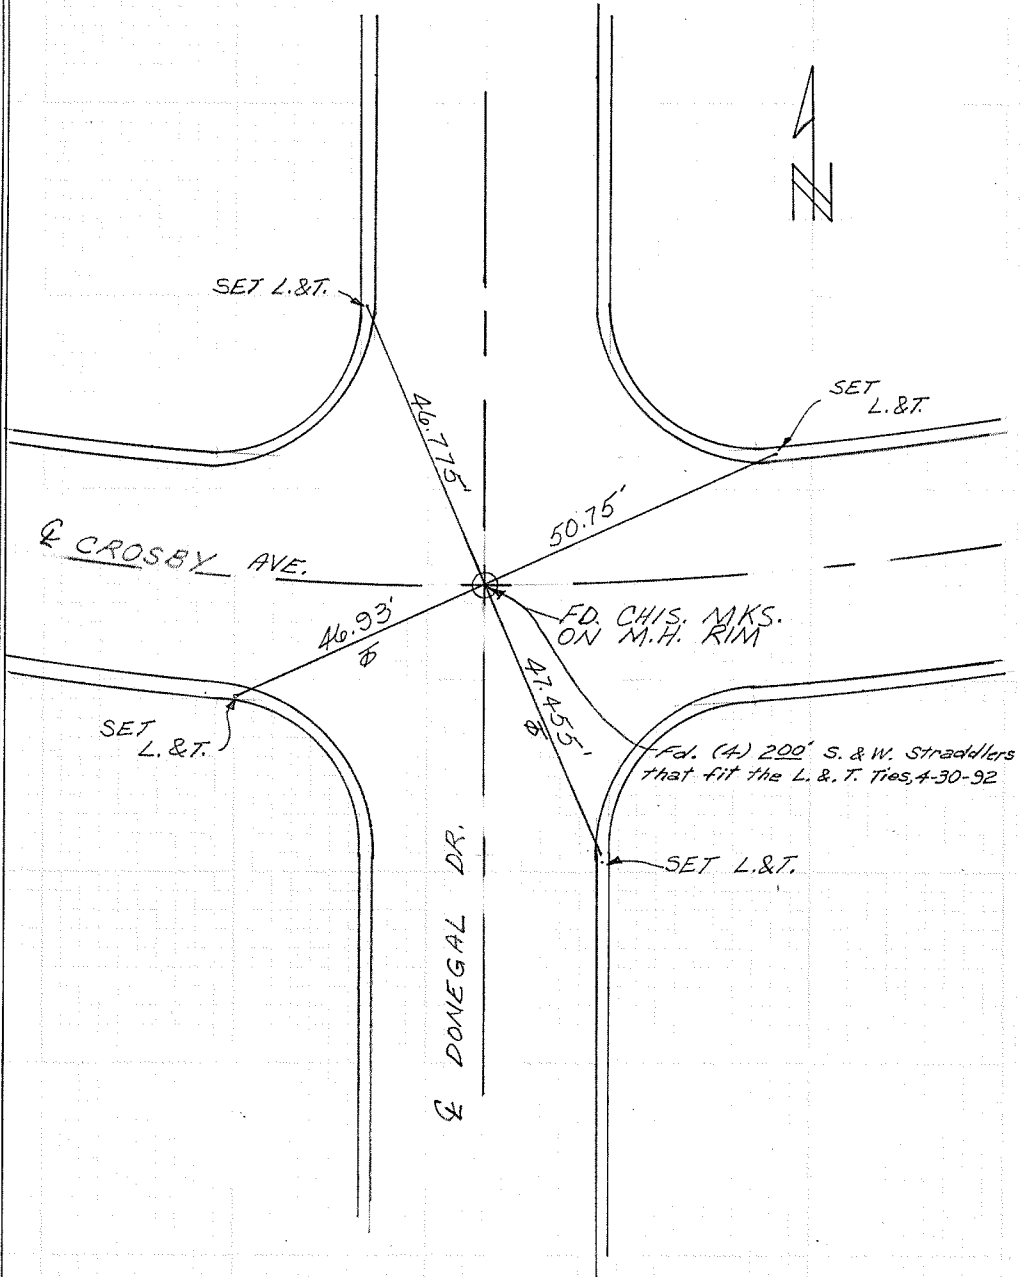 N
SET L.&T.
SET
L.&T.
46.775'
50.75'
℄ CROSBY AVE.
46.93'
FD. CHIS. MKS.
ON M.H. RIM
47.455'
SET
L.&T.
Fd. (4) 200' S.&W. Straddlers
that fit the L.&.T. Ties, 4-30-92
SET L.&T.
℄ DONEGAL DR.